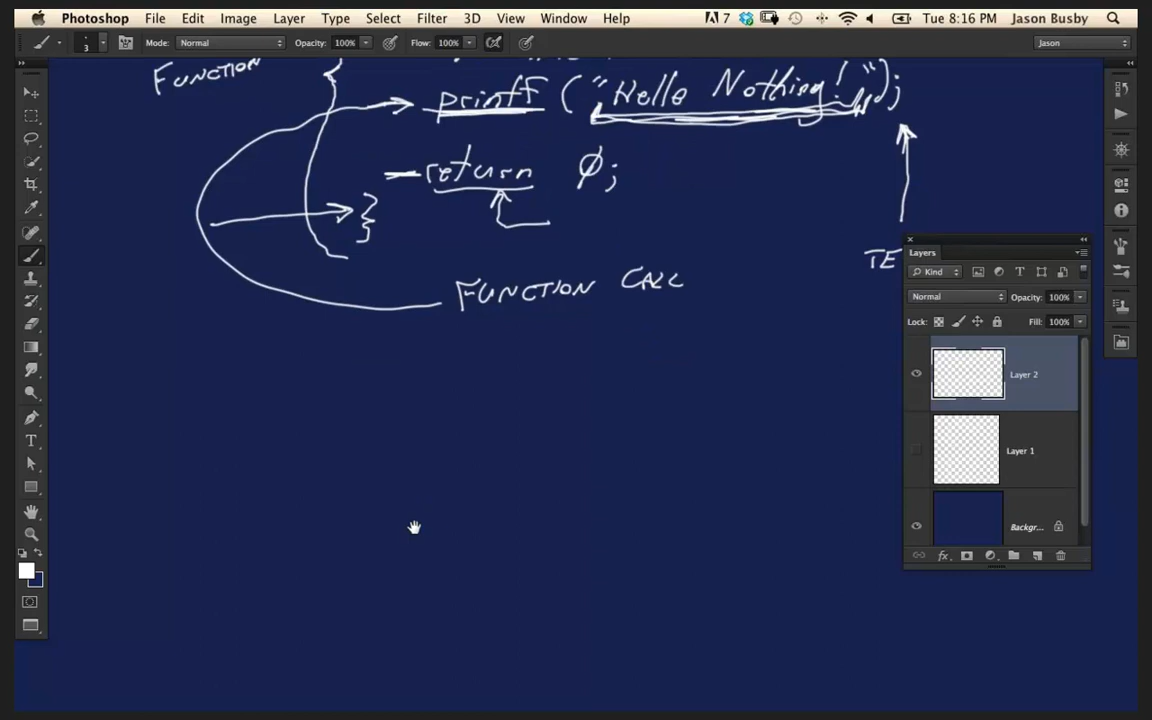 Photoshop File Edit Image Layer Type Select Filter 3D View Window Help 7 Tue 8:16 PM Jason Busby
3 Mode: Normal Opacity: 100% Flow: 100% Jason
FUNCTION {
printf ("Hello Nothing!");
return Ø;
}
TE
FUNCTION CALL
Layers
Kind
Normal Opacity: 100%
Lock: Fill: 100%
Layer 2
Layer 1
Backgr...